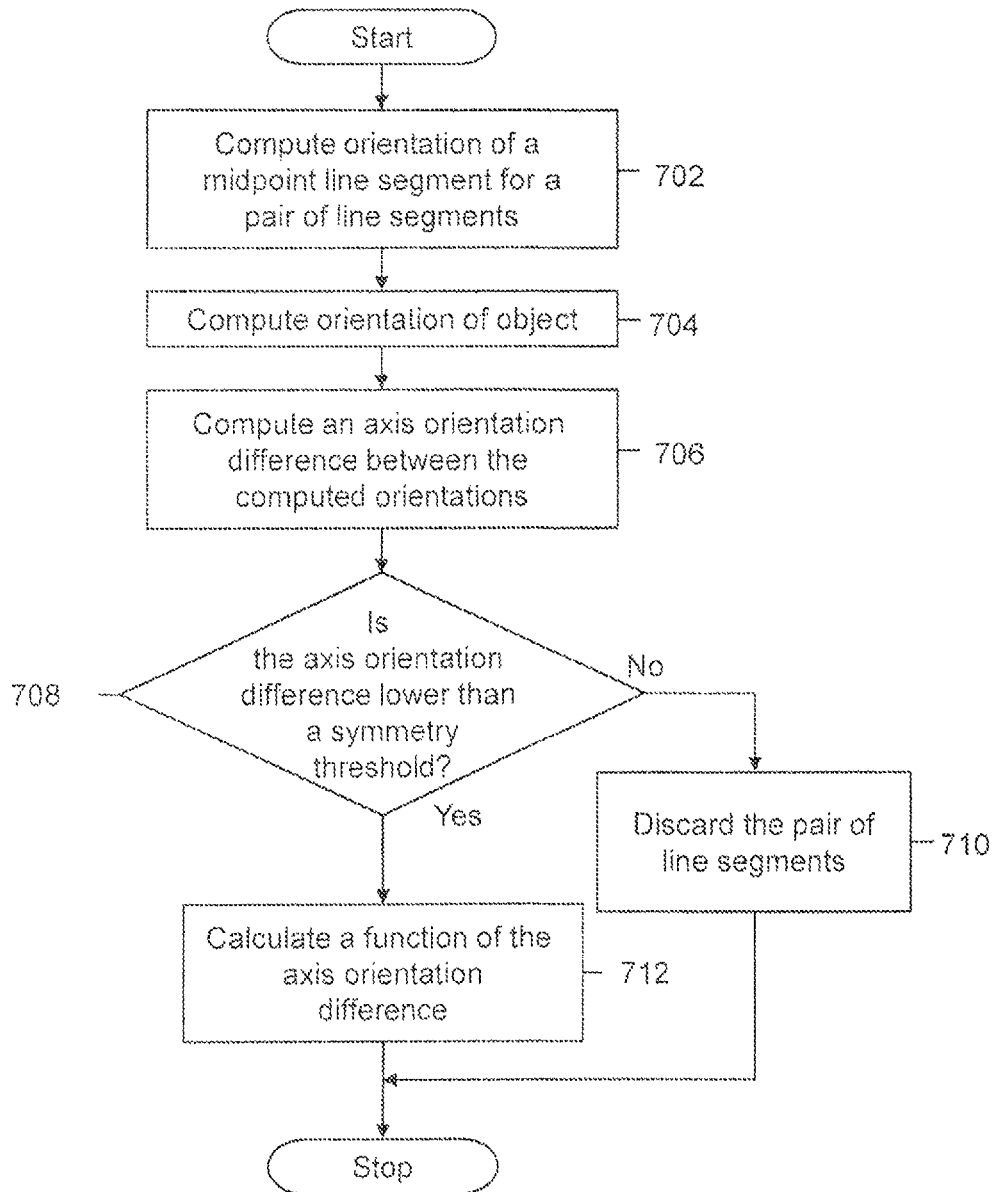 Start
Compute orientation of a
midpoint line segment for a
pair of line segments
702
Compute orientation of object
704
Compute an axis orientation
difference between the
computed orientations
706
Is
the axis orientation
difference lower than
a symmetry
threshold?
708
No
Yes
Discard the pair of
line segments
710
Calculate a function of the
axis orientation
difference
712
Stop